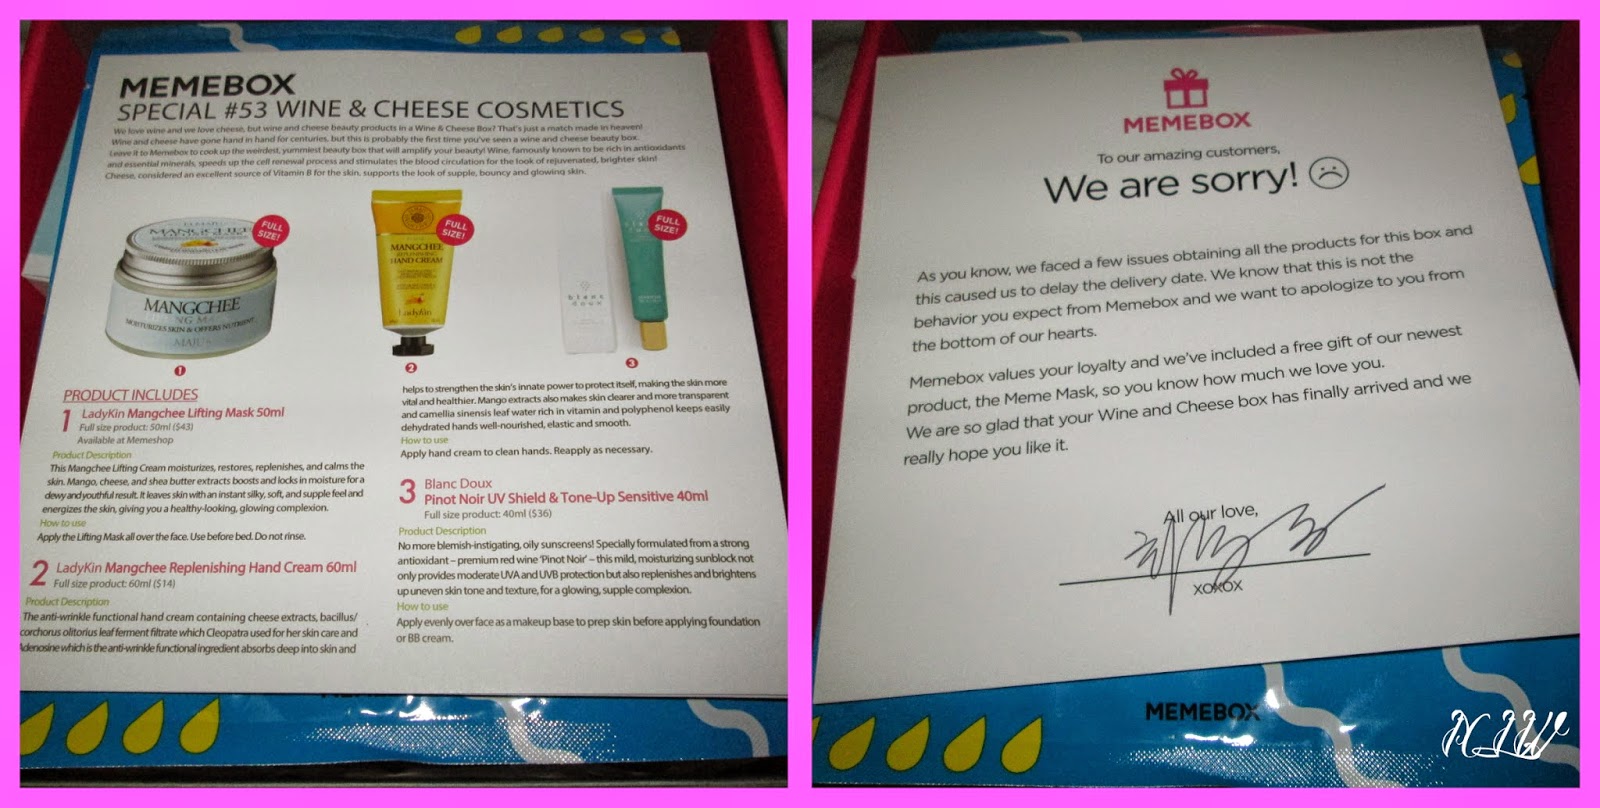 MEMEBOX
SPECIAL #53 WINE & CHEESE COSMETICS
We love wine and we love cheese, but wine and cheese beauty products in a Wine & Cheese Box? That's just a match made in heaven!
Wine and cheese have gone hand in hand for centuries, but this is probably the first time you've seen a wine and cheese beauty box.
Leave it to Memebox to cook up the weirdest, yummiest beauty box that will amplify your beauty! Wine, famously known to be rich in antioxidants
and essential minerals, speeds up the cell renewal process and stimulates the blood circulation for the look of rejuvenated, brighter skin!
Cheese, considered an excellent source of Vitamin B for the skin, supports the look of supple, bouncy and glowing skin.
FULL SIZE!
MANGCHEE
MOISTURIZES SKIN & OFFERS NUTRIENT
FULL SIZE!
MANGCHEE
REPLENISHING
HAND CREAM
LadyKin
FULL SIZE!
blanc
doux
1
2
3
PRODUCT INCLUDES
1 LadyKin Mangchee Lifting Mask 50ml
Full size product: 50ml ($43)
Available at Memeshop
Product Description
This Mangchee Lifting Cream moisturizes, restores, replenishes, and calms the
skin. Mango, cheese, and shea butter extracts boosts and locks in moisture for a
dewy and youthful result. It leaves skin with an instant silky, soft, and supple feel and
energizes the skin, giving you a healthy-looking, glowing complexion.
How to use
Apply the Lifting Mask all over the face. Use before bed. Do not rinse.
2 LadyKin Mangchee Replenishing Hand Cream 60ml
Full size product: 60ml ($14)
Product Description
The anti-wrinkle functional hand cream containing cheese extracts, bacillus/
corchorus olitorius leaf ferment filtrate which Cleopatra used for her skin care and
Adenosine which is the anti-wrinkle functional ingredient absorbs deep into skin and
helps to strengthen the skin's innate power to protect itself, making the skin more
vital and healthier. Mango extracts also makes skin clearer and more transparent
and camellia sinensis leaf water rich in vitamin and polyphenol keeps easily
dehydrated hands well-nourished, elastic and smooth.
How to use
Apply hand cream to clean hands. Reapply as necessary.
3 Blanc Doux
Pinot Noir UV Shield & Tone-Up Sensitive 40ml
Full size product: 40ml ($36)
Product Description
No more blemish-instigating, oily sunscreens! Specially formulated from a strong
antioxidant – premium red wine 'Pinot Noir' – this mild, moisturizing sunblock not
only provides moderate UVA and UVB protection but also replenishes and brightens
up uneven skin tone and texture, for a glowing, supple complexion.
How to use
Apply evenly over face as a makeup base to prep skin before applying foundation
or BB cream.
MEMEBOX
To our amazing customers,
We are sorry!
As you know, we faced a few issues obtaining all the products for this box and
this caused us to delay the delivery date. We know that this is not the
behavior you expect from Memebox and we want to apologize to you from
the bottom of our hearts.
Memebox values your loyalty and we've included a free gift of our newest
product, the Meme Mask, so you know how much we love you.
We are so glad that your Wine and Cheese box has finally arrived and we
really hope you like it.
All our love,
XOXOX
MEMEBOX